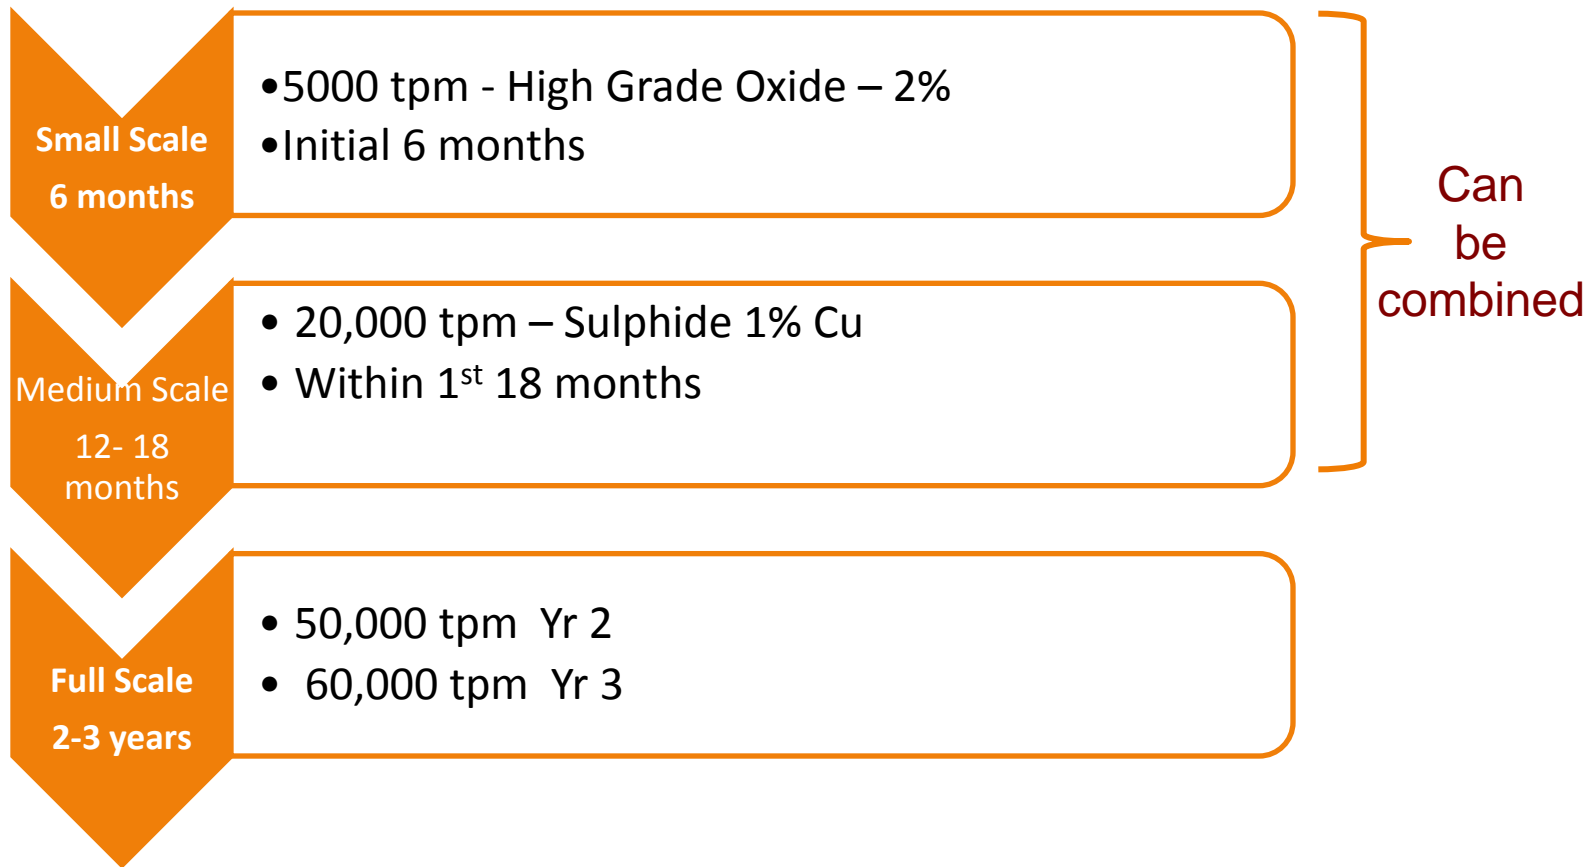 Small Scale
6 months
•5000 tpm - High Grade Oxide – 2%
•Initial 6 months
Medium Scale
12- 18
months
• 20,000 tpm – Sulphide 1% Cu
• Within 1st 18 months
Can
be
combined
Full Scale
2-3 years
• 50,000 tpm  Yr 2
•  60,000 tpm  Yr 3